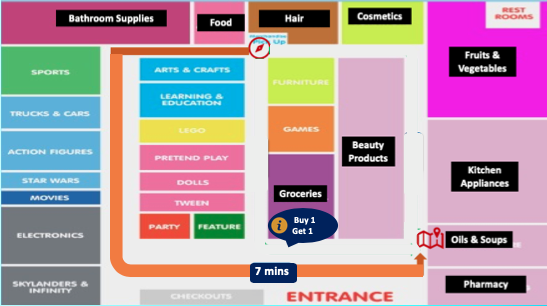 Bathroom Supplies
Food
Hair
Cosmetics
REST
ROOMS
Up
SPORTS
ARTS & CRAFTS
Fruits &
Vegetables
LEARNING &
EDUCATION
FURNITURE
TRUCKS & CARS
LEGO
GAMES
ACTION FIGURES
PRETEND PLAY
Beauty
Products
STAR WARS
DOLLS
Kitchen
Appliances
MOVIES
TWEEN
Groceries
ELECTRONICS
PARTY
FEATURE
Buy 1
Get 1
Oils & Soups
7 mins
SKYLANDERS &
INFINITY
CHECKOUTS
ENTRANCE
Pharmacy